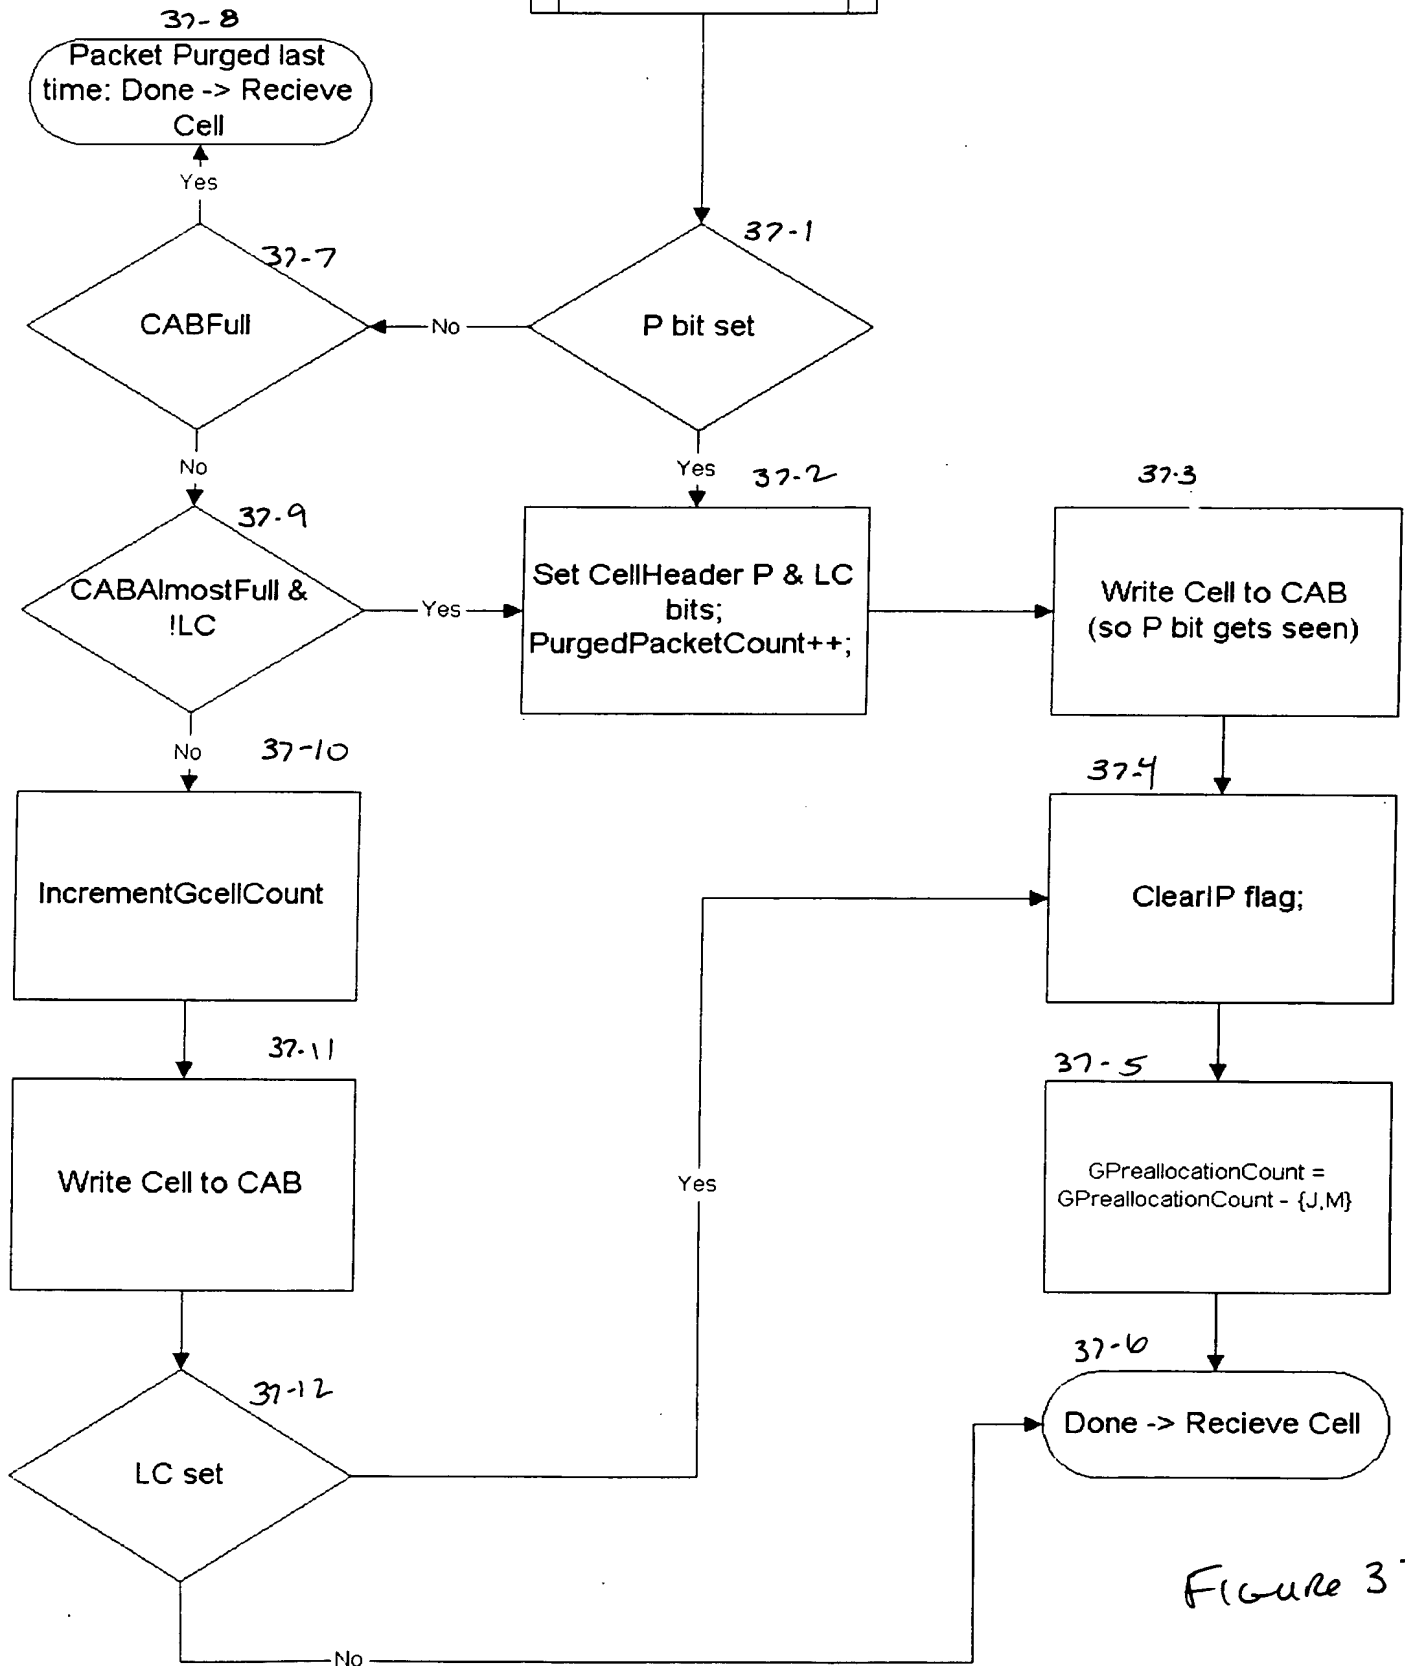 37-8
Packet Purged last
time: Done -> Recieve
Cell
Yes
37-7
37-1
CABFull
No
P bit set
No
Yes
37-2
37-3
37-9
CABAlmostFull &
!LC
Yes
Set CellHeader P & LC
bits;
PurgedPacketCount++;
Write Cell to CAB
(so P bit gets seen)
No
37-10
37-4
IncrementGcellCount
ClearIP flag;
37-11
37-5
Write Cell to CAB
Yes
GPreallocationCount =
GPreallocationCount - {J,M}
37-6
37-12
LC set
Done -> Recieve Cell
No
Figure 3